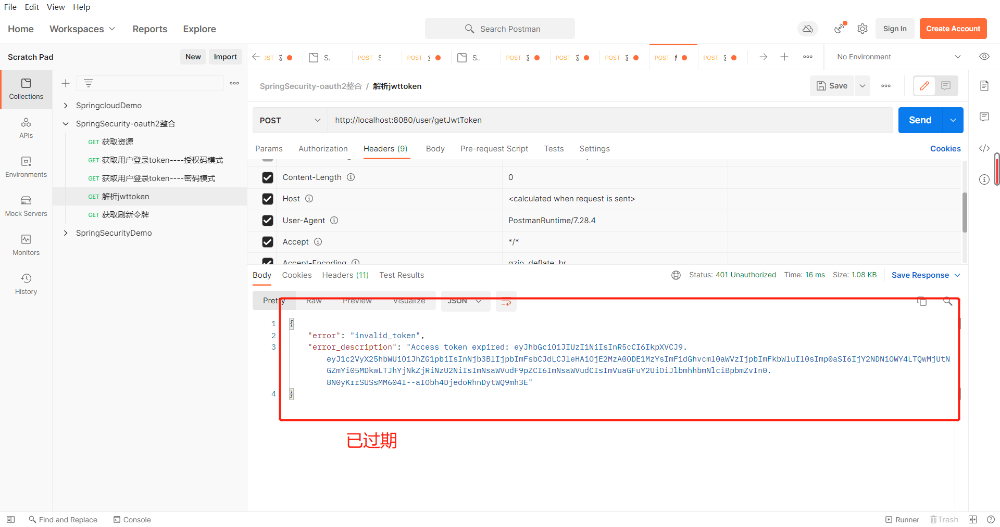 File Edit View Help
Home Workspaces Reports Explore Search Postman Sign In Create Account
Scratch Pad New Import POST S.. POST POST S.. POST POST POST POST POST No Environment
Collections
APIs
Environments
Mock Servers
Monitors
History
SpringcloudDemo
SpringSecurity-oauth2整合
GET 获取资源
GET 获取用户登录token----授权码模式
GET 获取用户登录token----密码模式
GET 解析jwttoken
GET 获取刷新令牌
SpringSecurityDemo
SpringSecurity-oauth2整合 / 解析jwttoken Save
POST http://localhost:8080/user/getJwtToken Send
Params Authorization Headers (9) Body Pre-request Script Tests Settings Cookies
Content-Length 0
Host <calculated when request is sent>
User-Agent PostmanRuntime/7.28.4
Accept */*
Accept-Encoding gzip, deflate, br
Body Cookies Headers (11) Test Results Status: 401 Unauthorized Time: 16 ms Size: 1.08 KB Save Response
Pretty Raw Preview Visualize JSON
1 {
2 "error": "invalid_token",
3 "error_description": "Access token expired: eyJhbGciOiJIUzI1NiIsInR5cCI6IkpXVCJ9.
eyJ1c2VyX25hbWUiOiJhZG1pbiIsInNjb3BlIjpbImFsbCJdLCJleHAiOjE2MzA0ODE1MzYsImF1dGhvcml0aWVzIjpbImFkbWluIl0sImp0aSI6IjY2NDNiOWY4LTQwMjUtN
GZmYi05MDkwLTJhYjNkZjRiNzU2NiIsImNsaWVudF9pZCI6ImNsaWVudCIsImVuaGFuY2UiOiJlbmhhbmNlciBpbmZvIn0.
8N0yKrrSUSsMM604I--aIObh4DjedoRhnDytWQ9mh3E"
4 }
已过期
Find and Replace Console Runner Trash